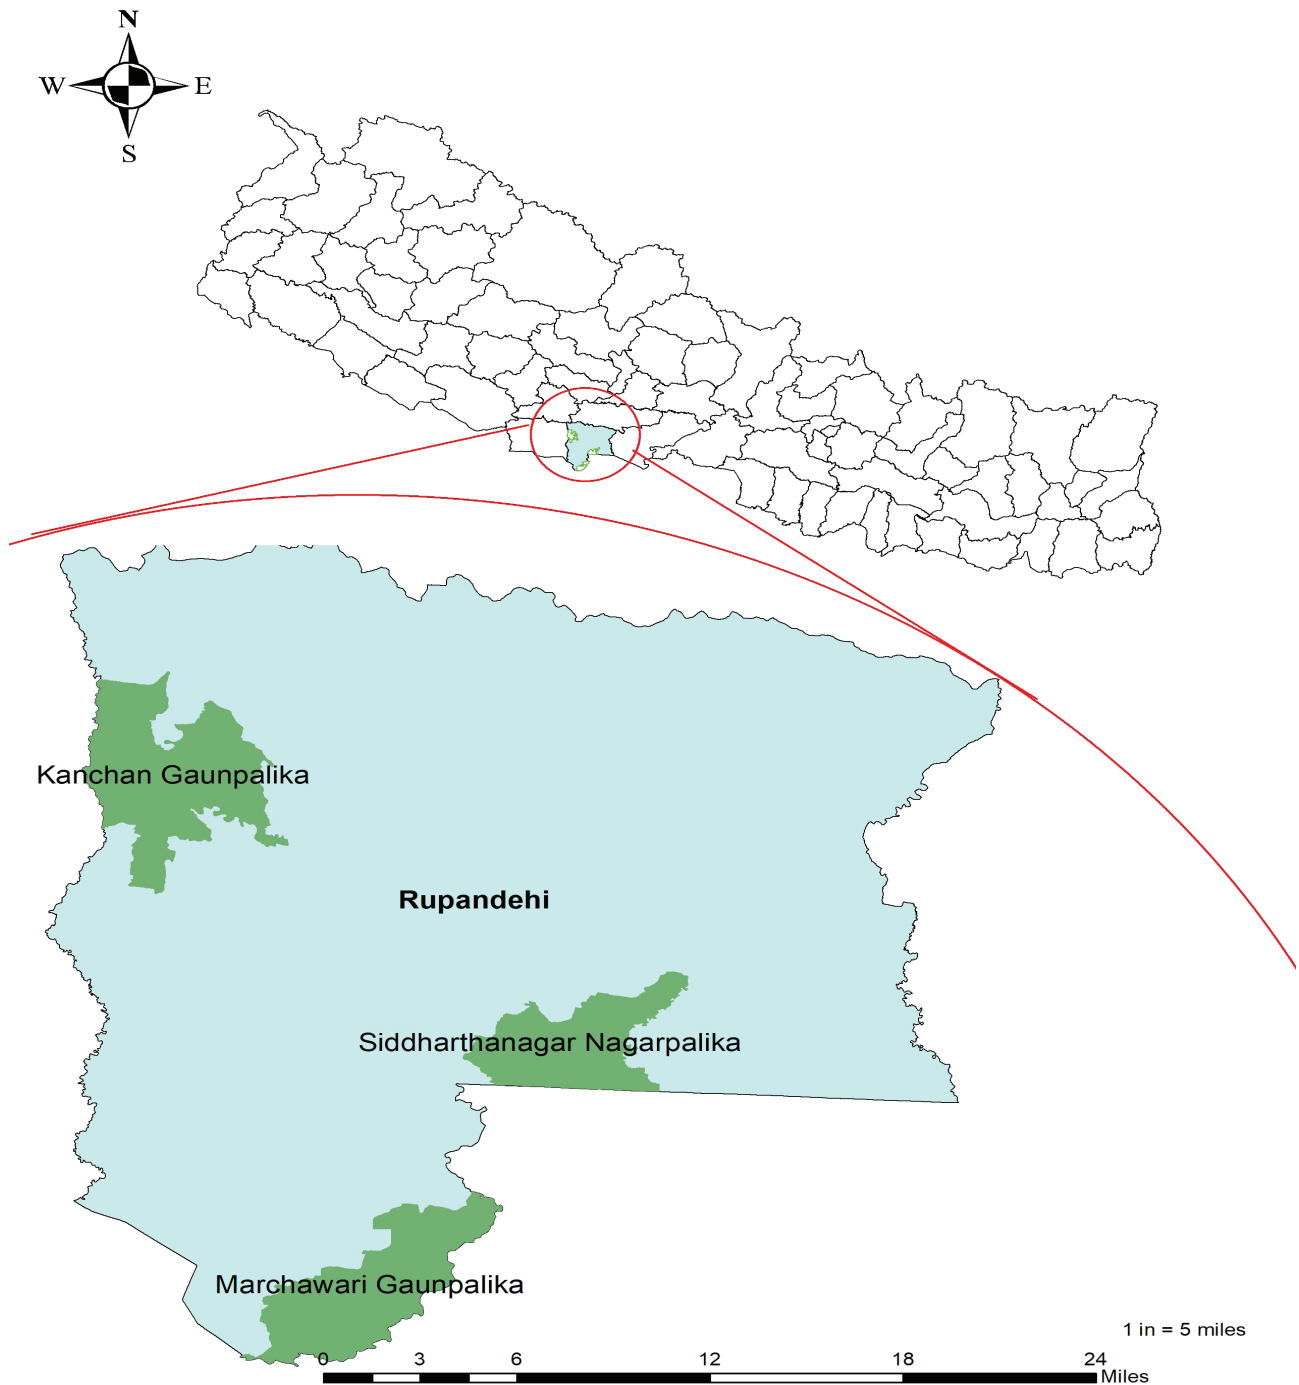 N
W E
S
Kanchan Gaunpalika
Rupandehi
Siddharthanagar Nagarpalika
Marchawari Gaunpalika
1 in = 5 miles
0 3 6 12 18 24
Miles